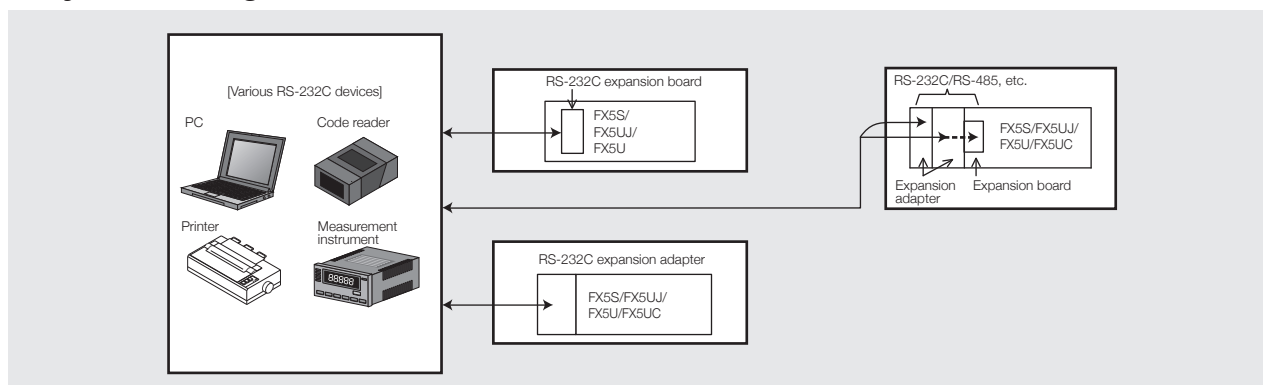 [Various RS-232C devices]
PC
Code reader
Printer
Measurement
instrument
88888
RS-232C expansion board
FX5S/
FX5UJ/
FX5U
RS-232C expansion adapter
FX5S/FX5UJ/
FX5U/FX5UC
RS-232C/RS-485, etc.
FX5S/FX5UJ/
FX5U/FX5UC
Expansion
adapter
Expansion board